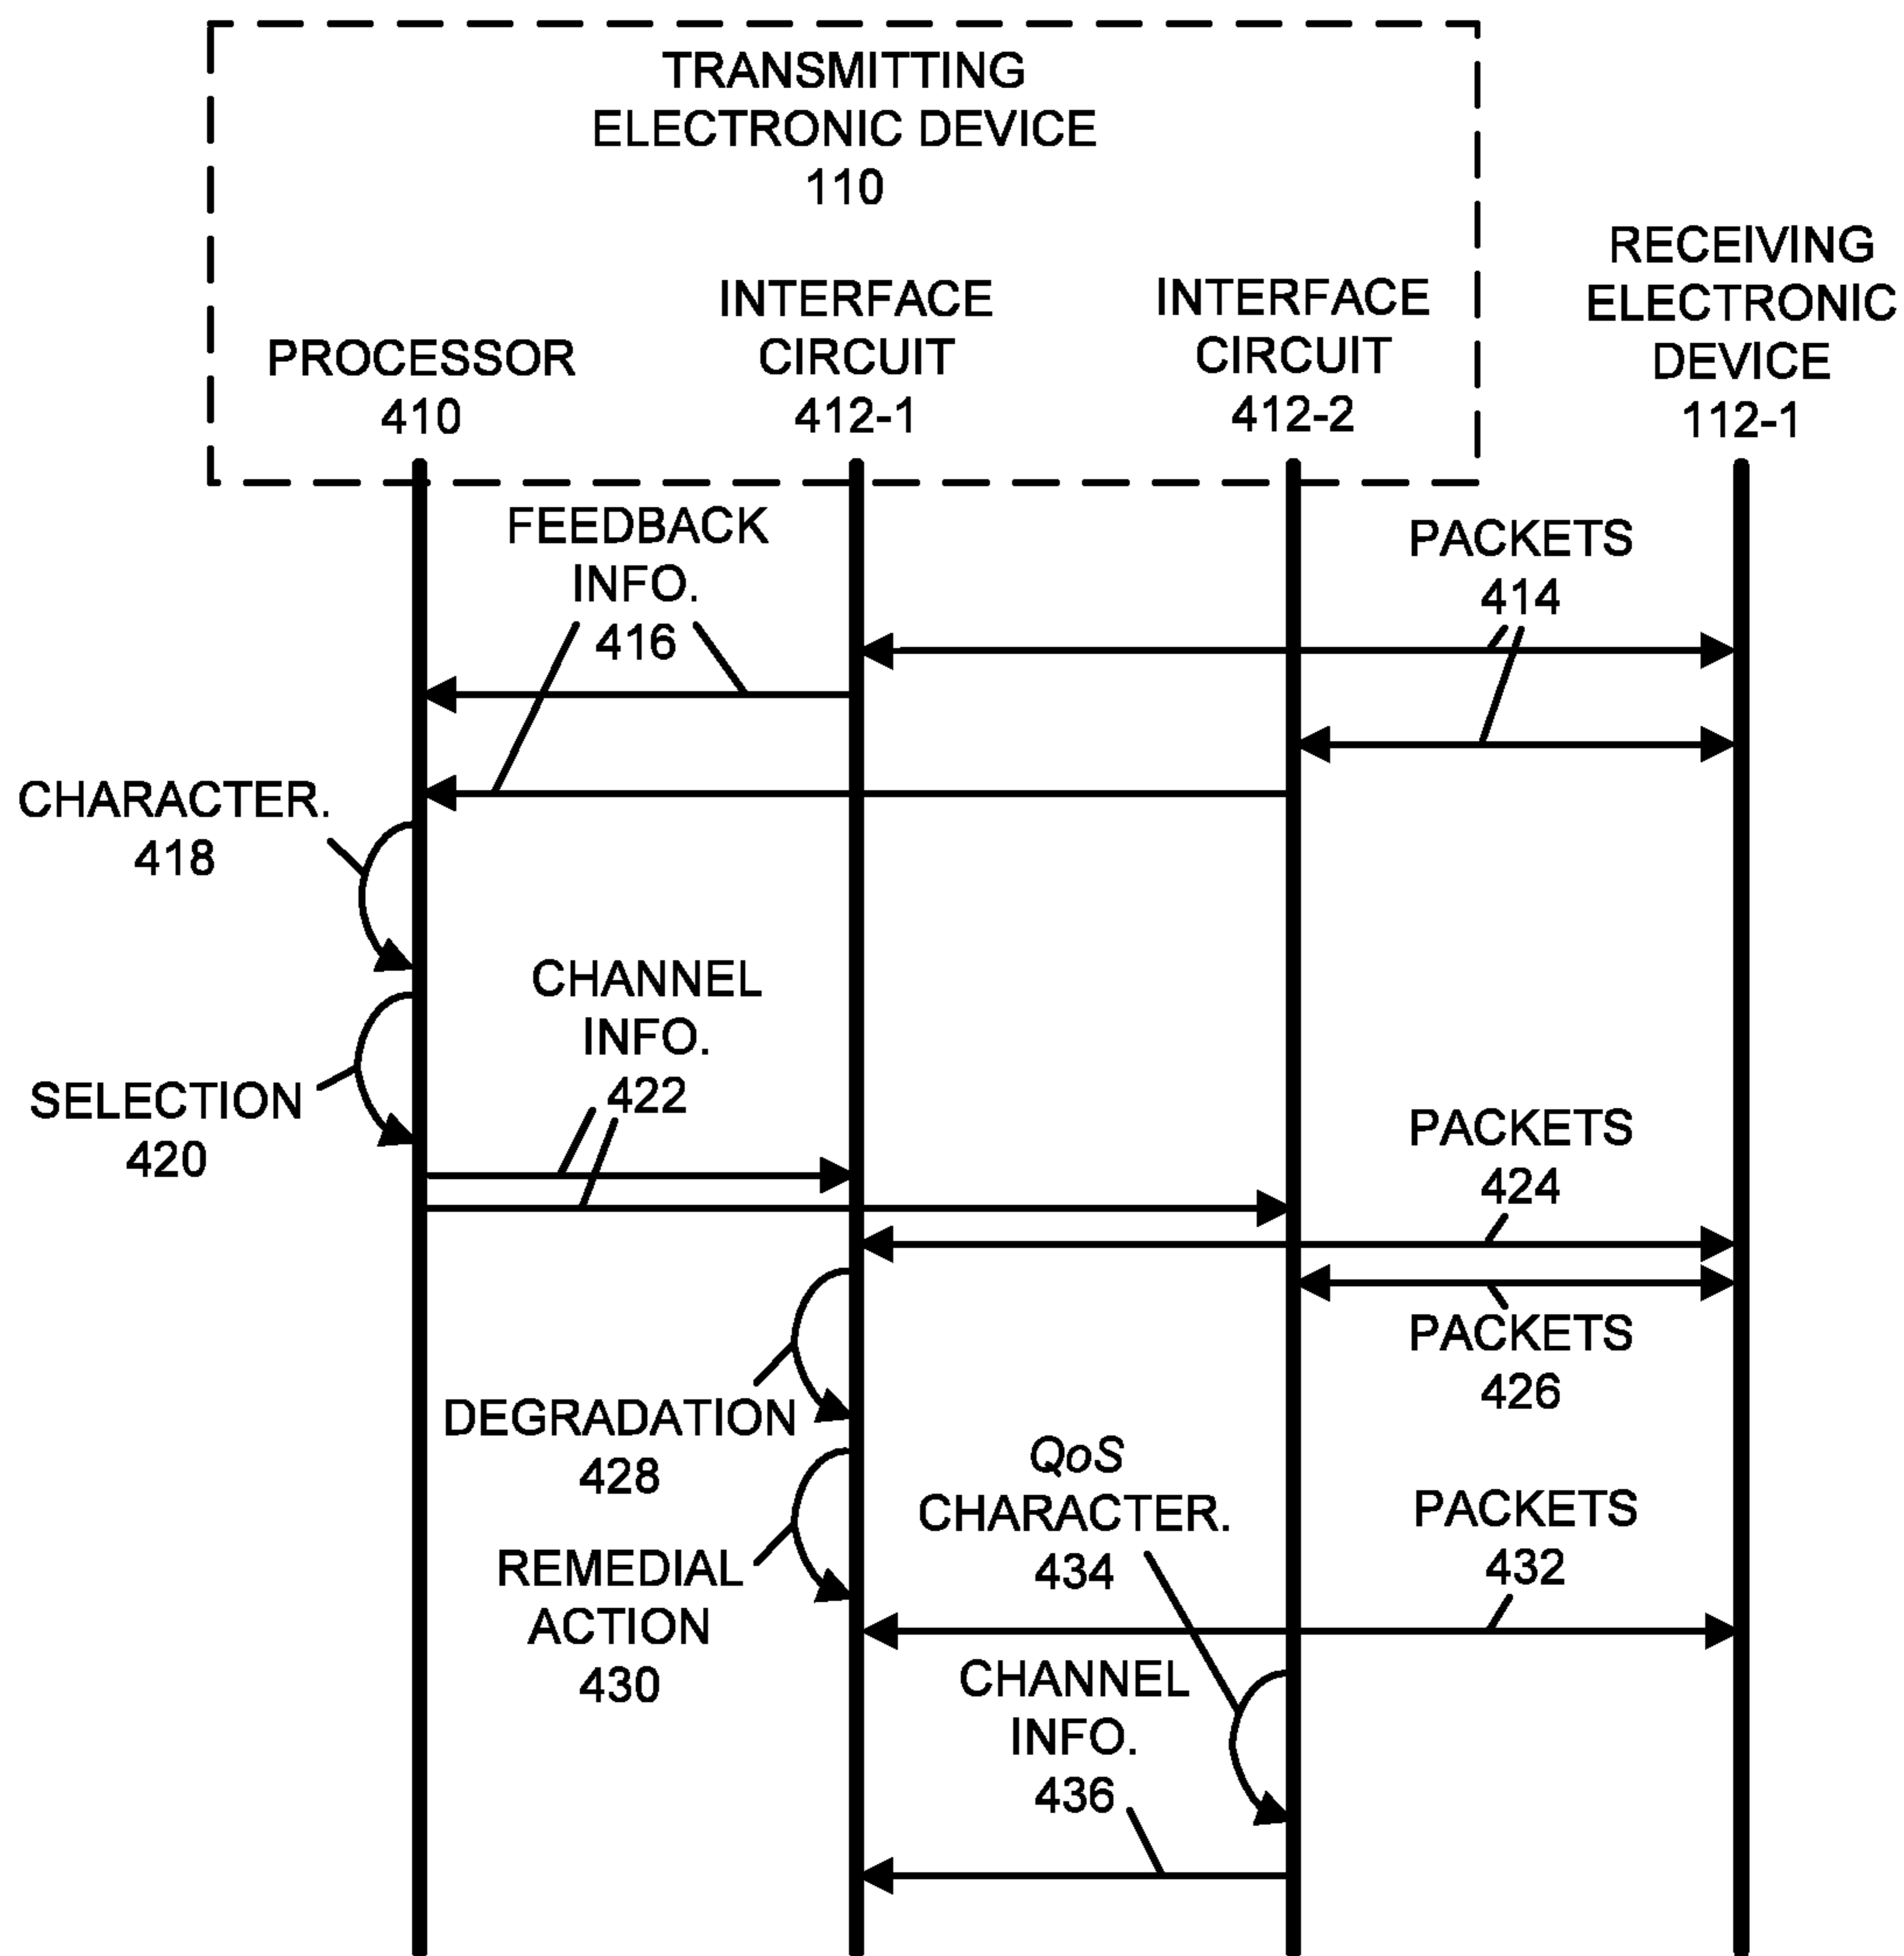 TRANSMITTING
ELECTRONIC DEVICE
110
PROCESSOR
410
INTERFACE
CIRCUIT
412-1
INTERFACE
CIRCUIT
412-2
RECEIVING
ELECTRONIC
DEVICE
112-1
FEEDBACK
INFO.
416
PACKETS
414
CHARACTER.
418
SELECTION
420
CHANNEL
INFO.
422
PACKETS
424
PACKETS
426
DEGRADATION
428
REMEDIAL
ACTION
430
QoS
CHARACTER.
434
PACKETS
432
CHANNEL
INFO.
436